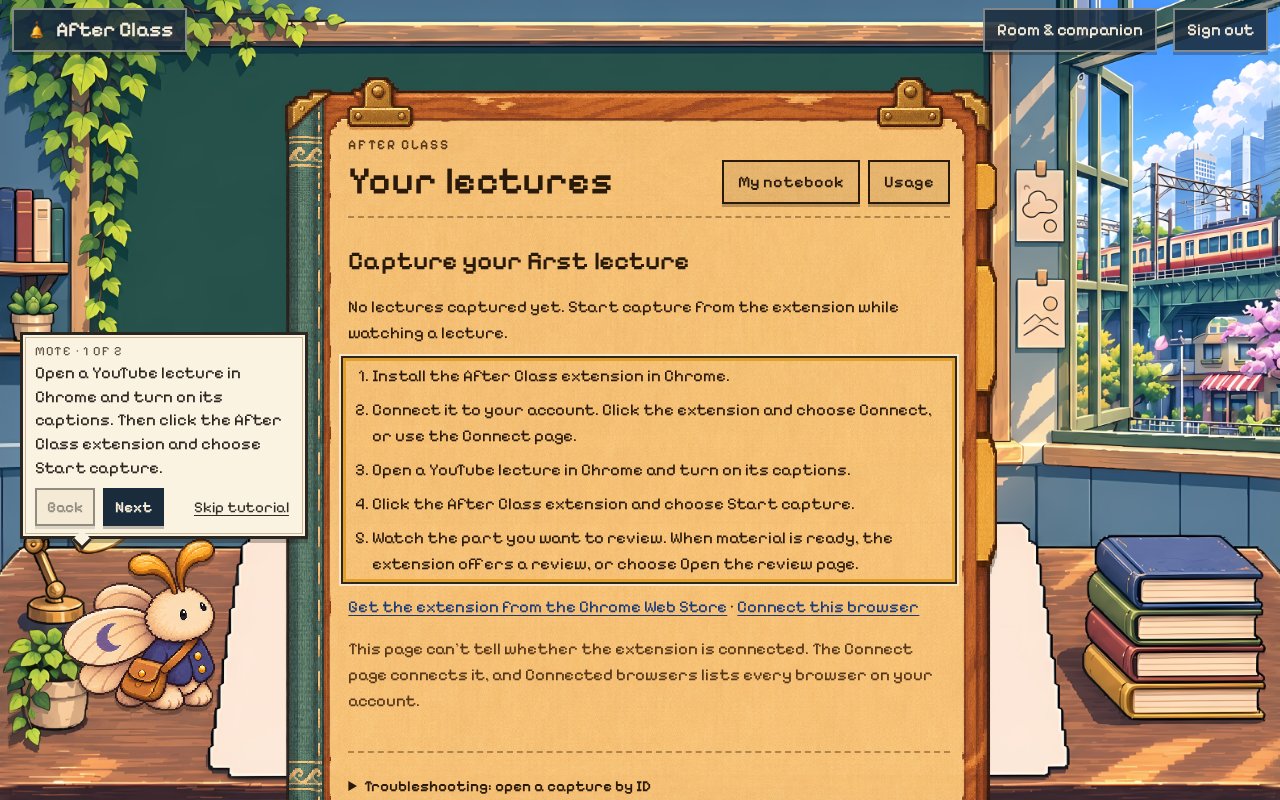 After Class
Room & companion
Sign out
AFTER CLASS
Your lectures
My notebook
Usage
Capture your first lecture
No lectures captured yet. Start capture from the extension while
watching a lecture.
1. Install the After Class extension in Chrome.
2. Connect it to your account. Click the extension and choose Connect,
or use the Connect page.
3. Open a YouTube lecture in Chrome and turn on its captions.
4. Click the After Class extension and choose Start capture.
5. Watch the part you want to review. When material is ready, the
extension offers a review, or choose Open the review page.
Get the extension from the Chrome Web Store · Connect this browser
This page can't tell whether the extension is connected. The Connect
page connects it, and Connected browsers lists every browser on your
account.
Troubleshooting: open a capture by ID
MOTE · 1 OF 2
Open a YouTube lecture in
Chrome and turn on its
captions. Then click the After
Class extension and choose
Start capture.
Back
Next
Skip tutorial